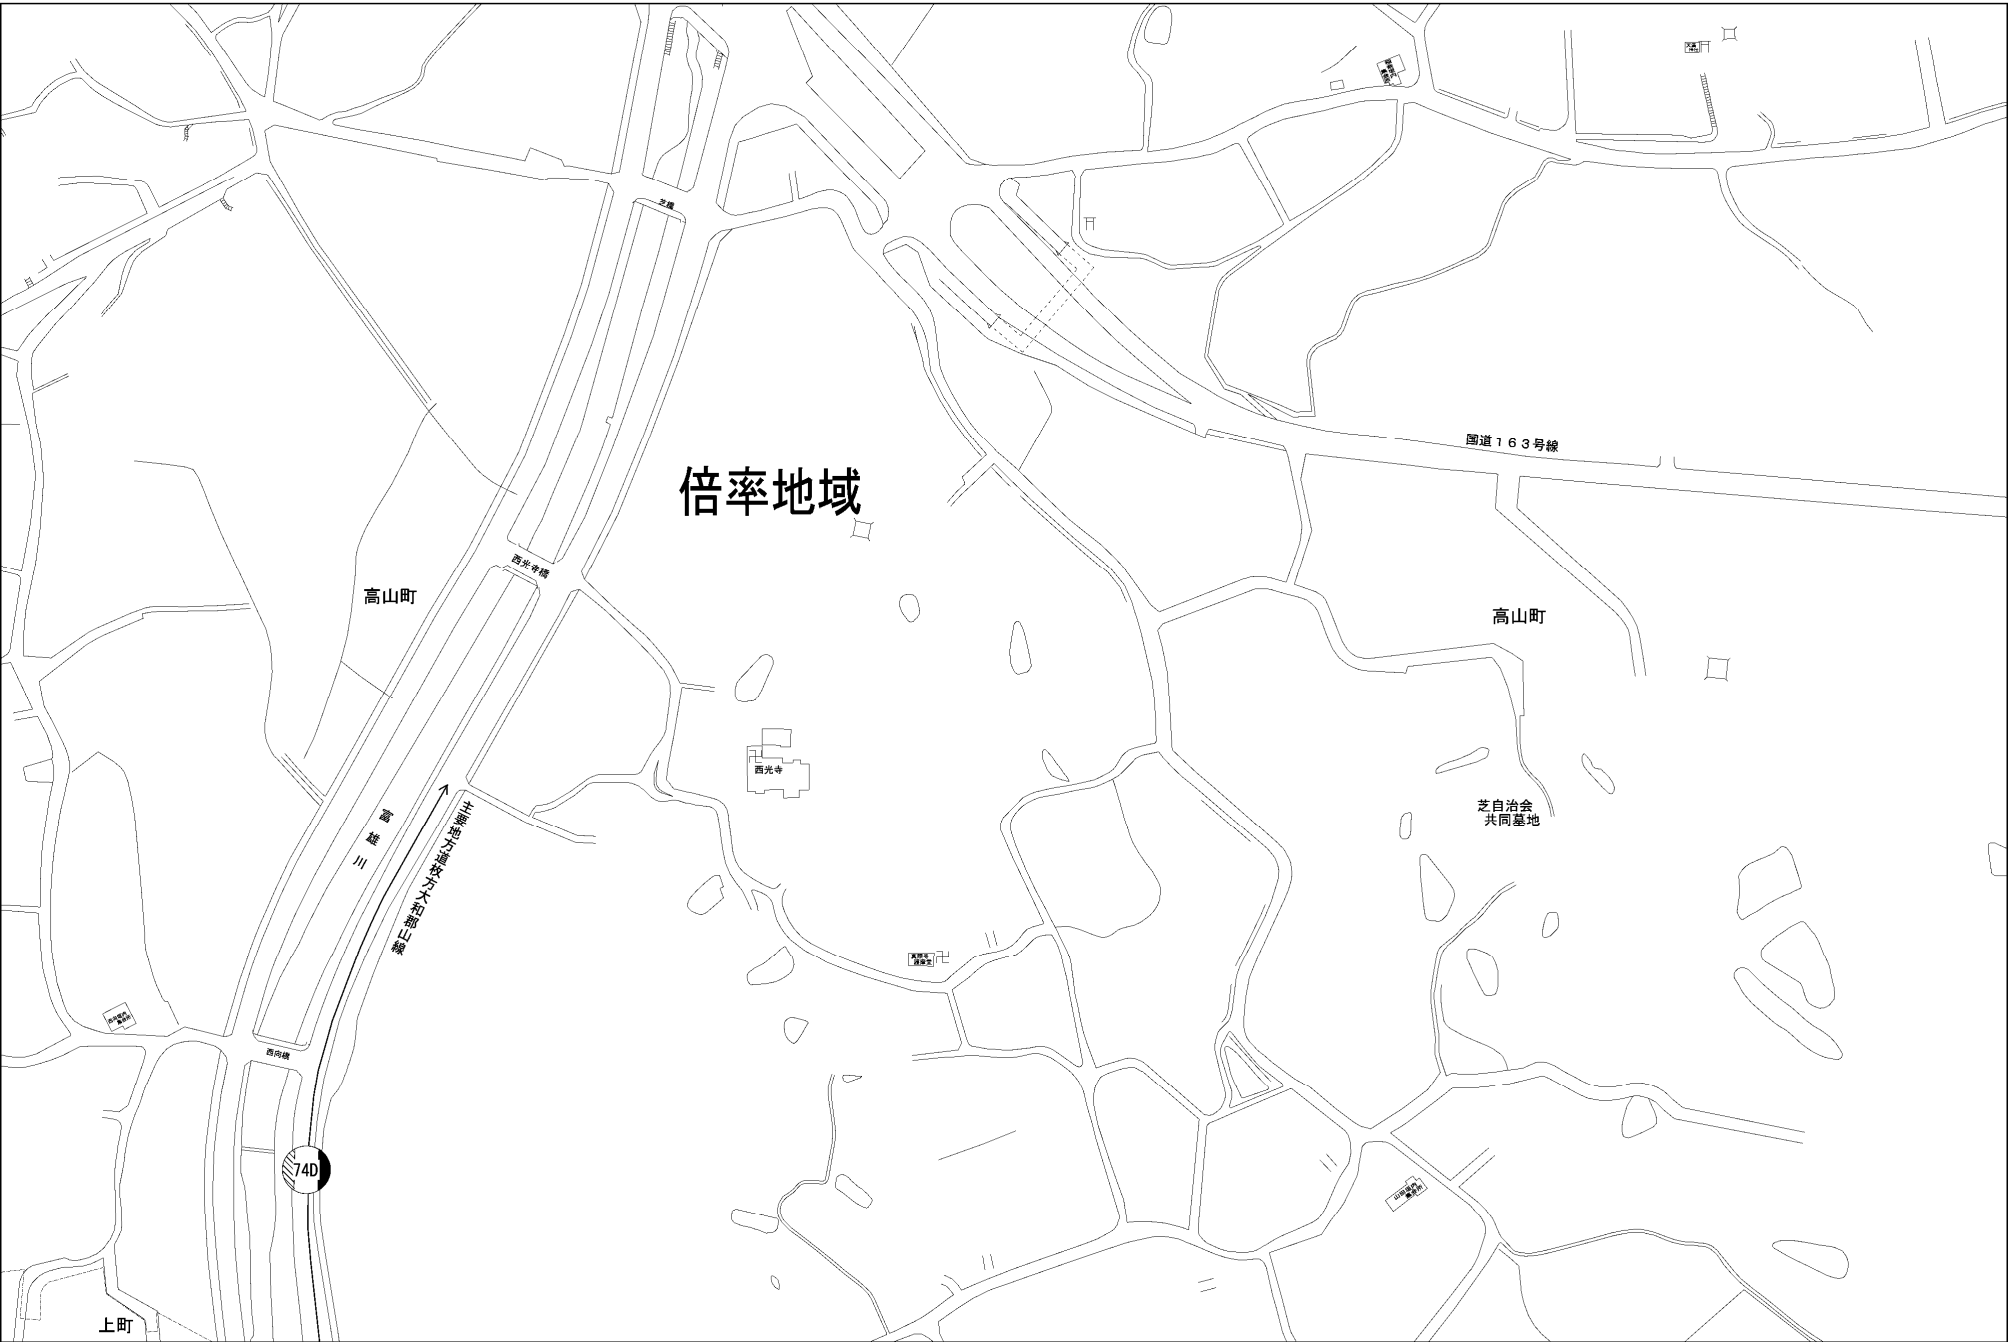 芝橋
国道163号線
倍率地域
西光寺橋
高山町
高山町
西光寺
芝自治会
共同墓地
富雄川
主要地方道枚方大和郡山線
西向橋
74D
上町